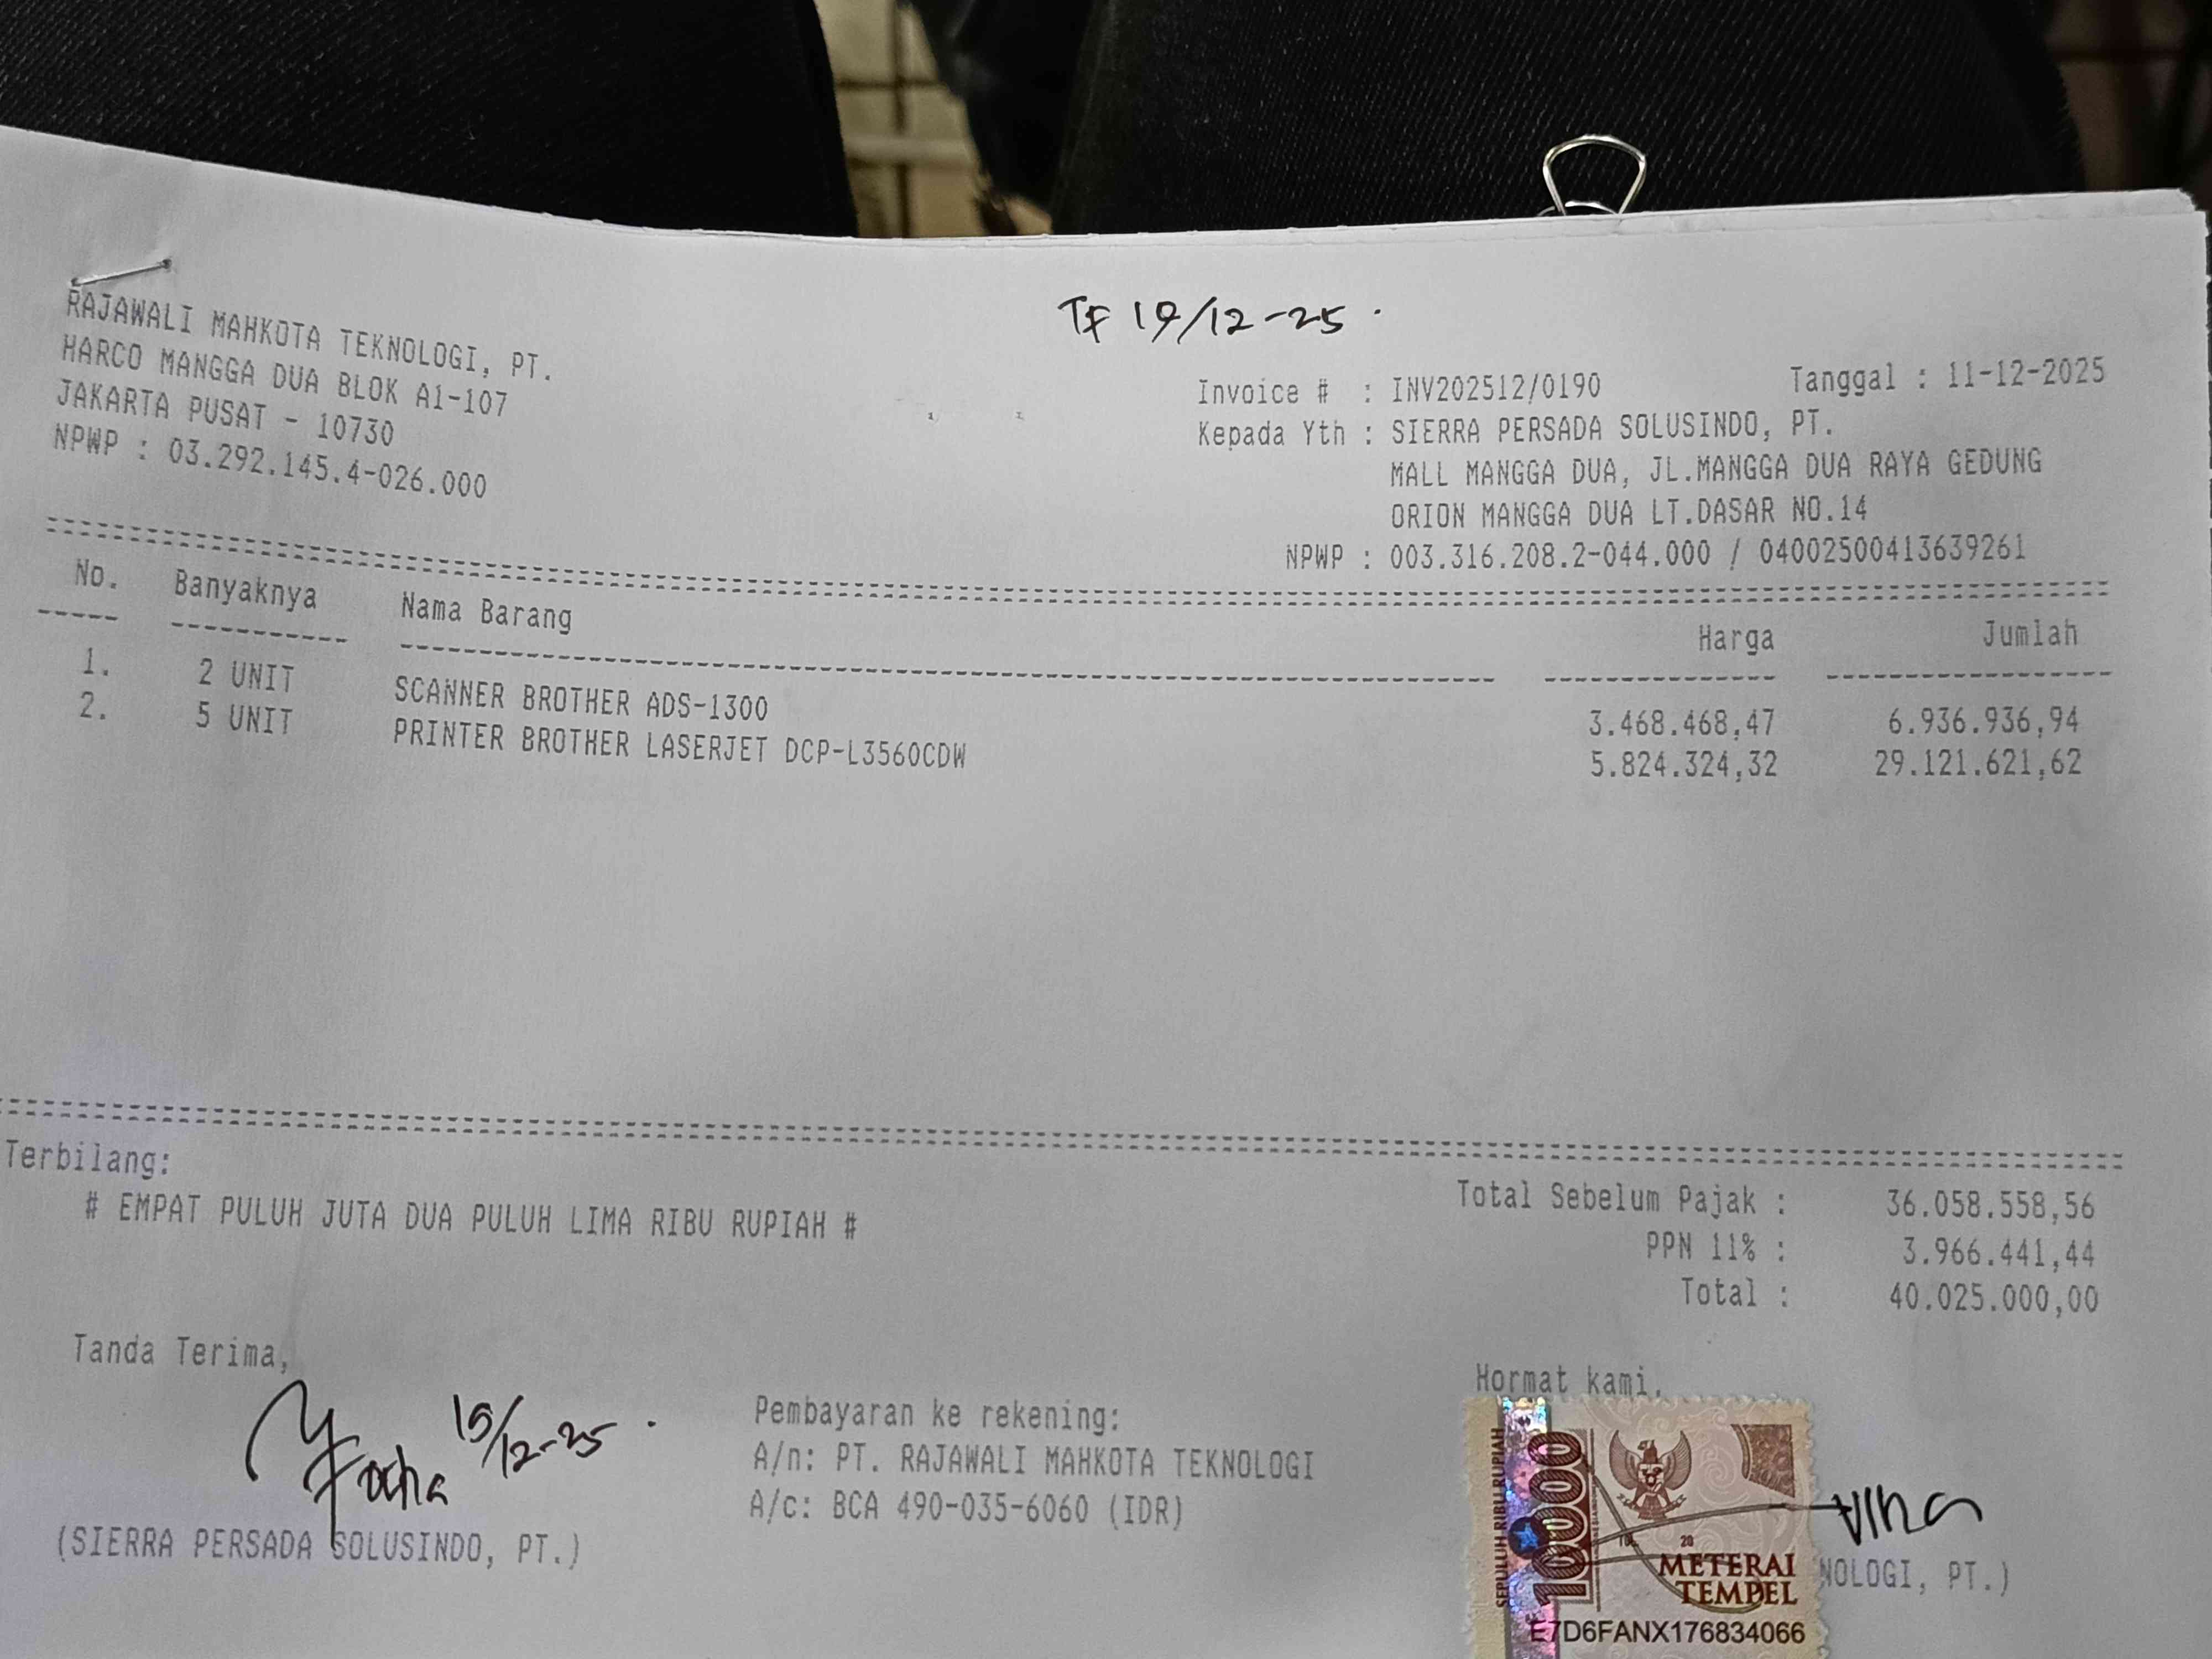 RAJAWALI MAHKOTA TEKNOLOGI, PT.
HARCO MANGGA DUA BLOK A1-107
JAKARTA PUSAT - 10730
NPWP : 03.292.145.4-026.000
TF 19/12-25.
Invoice # : INV202512/0190 Tanggal : 11-12-2025
Kepada Yth : SIERRA PERSADA SOLUSINDO, PT.
MALL MANGGA DUA, JL.MANGGA DUA RAYA GEDUNG
ORION MANGGA DUA LT.DASAR NO.14
NPWP : 003.316.208.2-044.000 / 04002500413639261
No. Banyaknya Nama Barang Harga Jumlah
1. 2 UNIT SCANNER BROTHER ADS-1300 3.468.468,47 6.936.936,94
2. 5 UNIT PRINTER BROTHER LASERJET DCP-L3560CDW 5.824.324,32 29.121.621,62
Terbilang:
# EMPAT PULUH JUTA DUA PULUH LIMA RIBU RUPIAH #
Total Sebelum Pajak : 36.058.558,56
PPN 11% : 3.966.441,44
Total : 40.025.000,00
Tanda Terima,
15/12-25.
(SIERRA PERSADA SOLUSINDO, PT.)
Pembayaran ke rekening:
A/n: PT. RAJAWALI MAHKOTA TEKNOLOGI
A/c: BCA 490-035-6060 (IDR)
Hormat kami,
SEPULUH RIBU RUPIAH
10000
20
METERAI
TEMPEL
E7D6FANX176834066
Vina
NOLOGI, PT.)